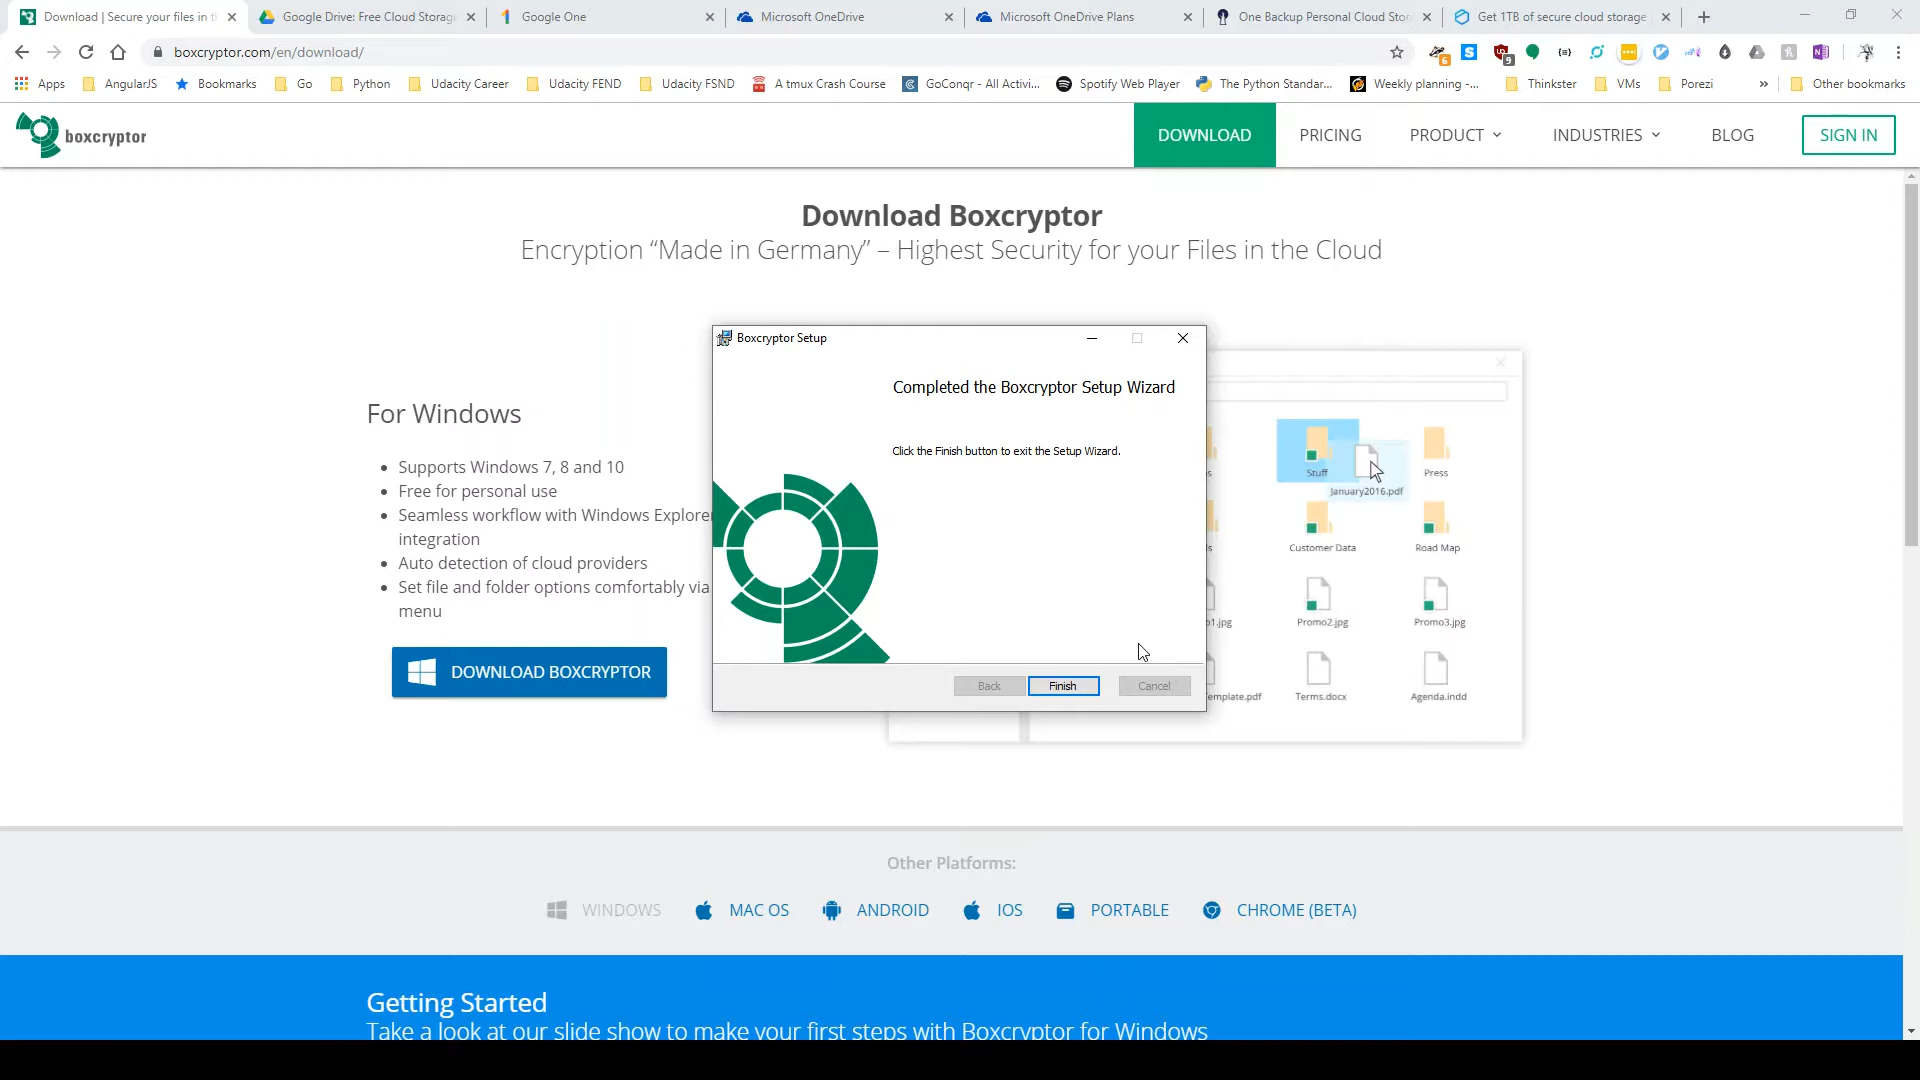 Download | Secure your files in t
Google Drive: Free Cloud Storage
Google One
Microsoft OneDrive
Microsoft OneDrive Plans
One Backup Personal Cloud Stor
Get 1TB of secure cloud storage
boxcryptor.com/en/download/
6
9
Apps
AngularJS
Bookmarks
Go
Python
Udacity Career
Udacity FEND
Udacity FSND
A tmux Crash Course
GoConqr - All Activi...
Spotify Web Player
The Python Standar...
Weekly planning -...
Thinkster
VMs
Porezi
»
Other bookmarks
boxcryptor
DOWNLOAD
PRICING
PRODUCT
INDUSTRIES
BLOG
SIGN IN
Download Boxcryptor
Encryption “Made in Germany” – Highest Security for your Files in the Cloud
For Windows
• Supports Windows 7, 8 and 10
• Free for personal use
• Seamless workflow with Windows Explorer
integration
• Auto detection of cloud providers
• Set file and folder options comfortably via
menu
DOWNLOAD BOXCRYPTOR
Boxcryptor Setup
Completed the Boxcryptor Setup Wizard
Click the Finish button to exit the Setup Wizard.
Back
Finish
Cancel
Stuff
January2016.pdf
Press
Customer Data
Road Map
o1.jpg
Promo2.jpg
Promo3.jpg
emplate.pdf
Terms.docx
Agenda.indd
Other Platforms:
WINDOWS
MAC OS
ANDROID
IOS
PORTABLE
CHROME (BETA)
Getting Started
Take a look at our slide show to make your first steps with Boxcryptor for Windows